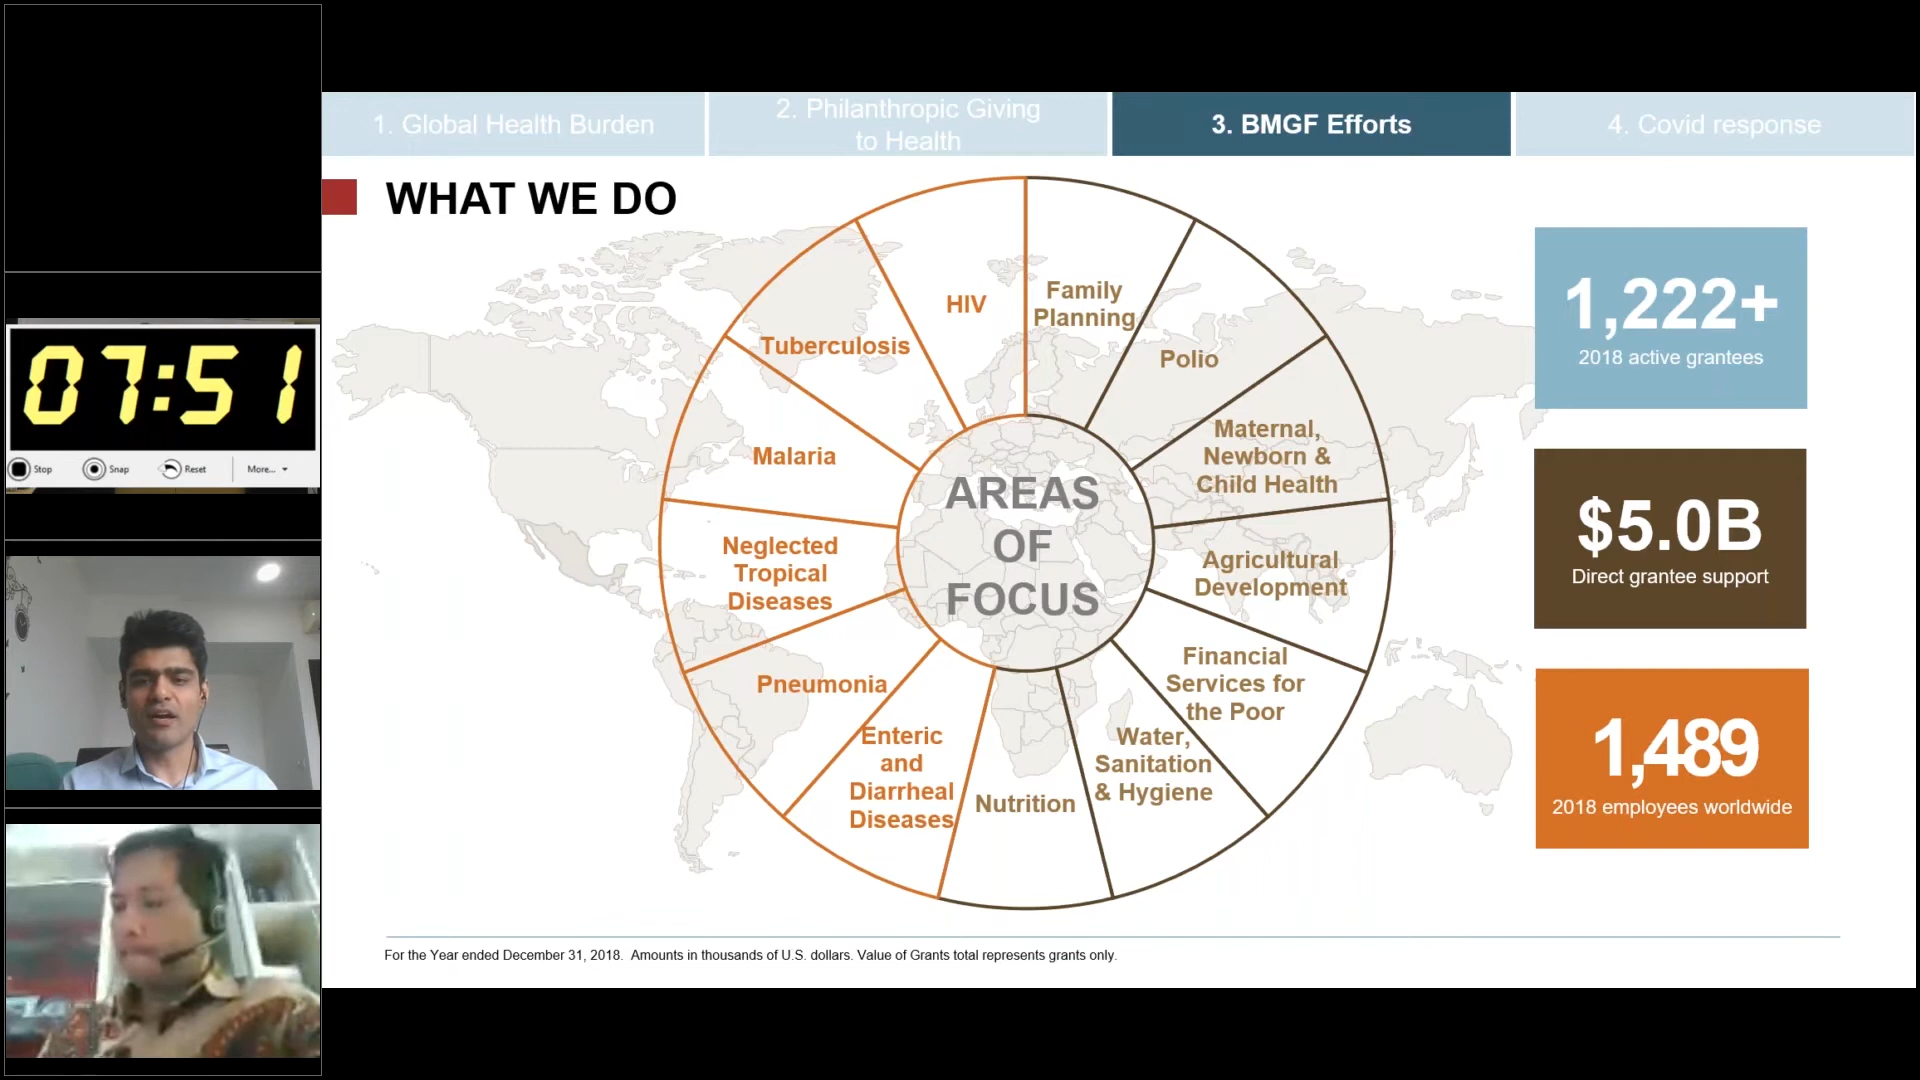 1. Global Health Burden
2. Philanthropic Giving
to Health
3. BMGF Efforts
4. Covid response
WHAT WE DO
HIV
Family
Planning
Polio
Maternal,
Newborn &
Child Health
Agricultural
Development
Financial
Services for
the Poor
Water,
Sanitation
& Hygiene
Nutrition
Enteric
and
Diarrheal
Diseases
Pneumonia
Neglected
Tropical
Diseases
Malaria
Tuberculosis
AREAS
OF
FOCUS
1,222+
2018 active grantees
$5.0B
Direct grantee support
1,489
2018 employees worldwide
For the Year ended December 31, 2018. Amounts in thousands of U.S. dollars. Value of Grants total represents grants only.
07:51
Stop
Snap
Reset
More...